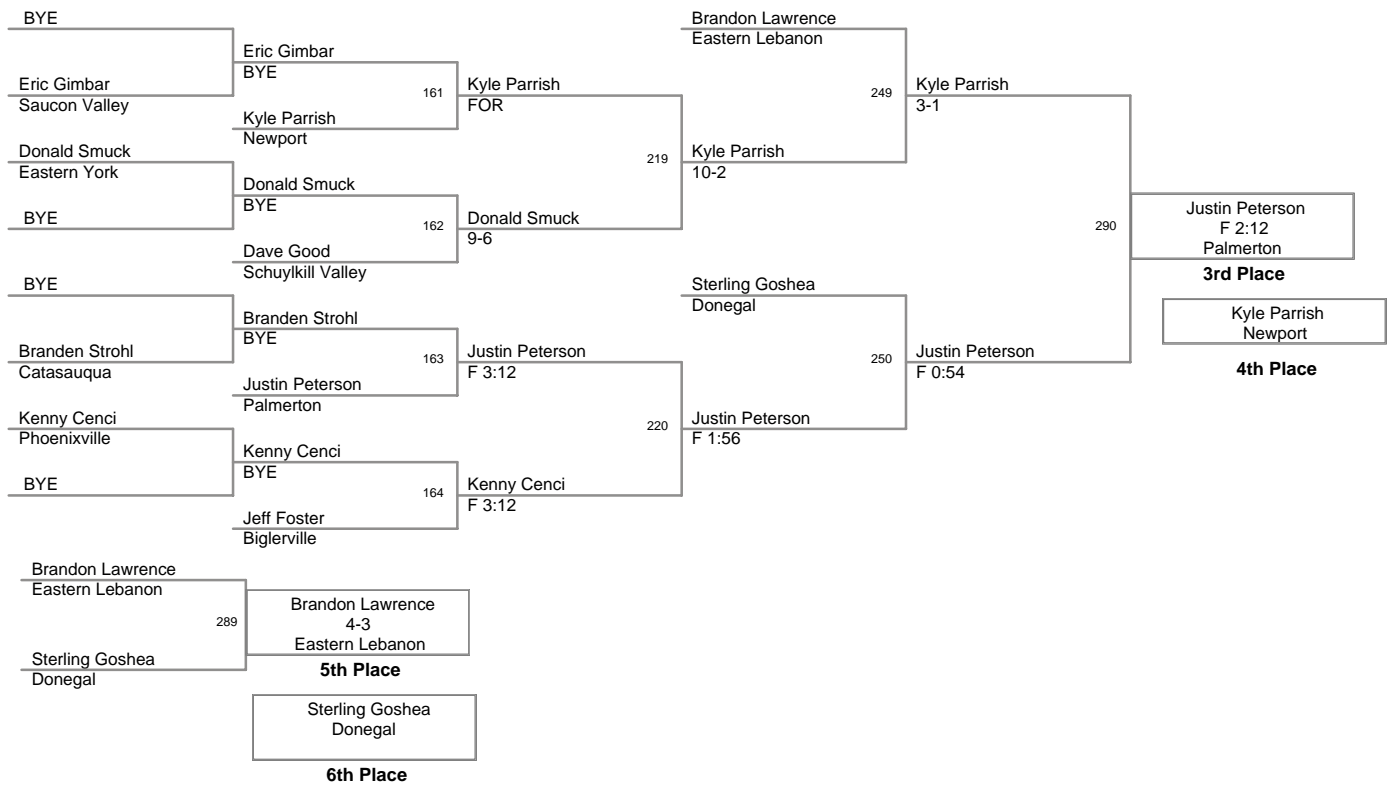 BYE
Eric Gimbar
BYE
Eric Gimbar
Saucon Valley
161
Kyle Parrish
FOR
Kyle Parrish
Newport
Donald Smuck
Eastern York
Donald Smuck
BYE
BYE
162
Donald Smuck
9-6
Dave Good
Schuylkill Valley
219
Kyle Parrish
10-2
Brandon Lawrence
Eastern Lebanon
249
Kyle Parrish
3-1
BYE
Branden Strohl
BYE
Branden Strohl
Catasauqua
163
Justin Peterson
F 3:12
Justin Peterson
Palmerton
Kenny Cenci
Phoenixville
Kenny Cenci
BYE
BYE
164
Kenny Cenci
F 3:12
Jeff Foster
Biglerville
220
Justin Peterson
F 1:56
Sterling Goshea
Donegal
250
Justin Peterson
F 0:54
290
Justin Peterson
F 2:12
Palmerton
3rd Place
Kyle Parrish
Newport
4th Place
Brandon Lawrence
Eastern Lebanon
289
Sterling Goshea
Donegal
Brandon Lawrence
4-3
Eastern Lebanon
5th Place
Sterling Goshea
Donegal
6th Place